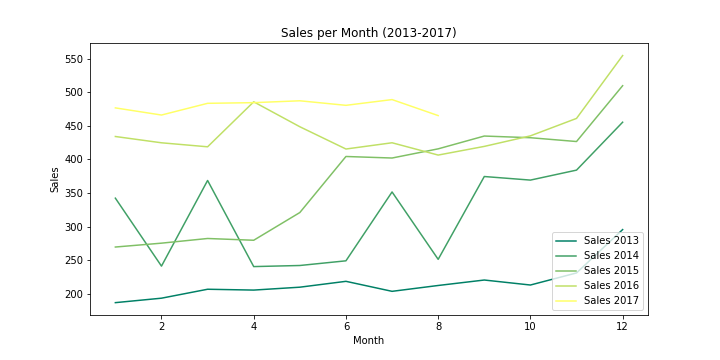 Sales per Month (2013-2017)
550
500
450
400
350
300
250
200
Sales
2
4
6
8
10
12
Month
Sales 2013
Sales 2014
Sales 2015
Sales 2016
Sales 2017